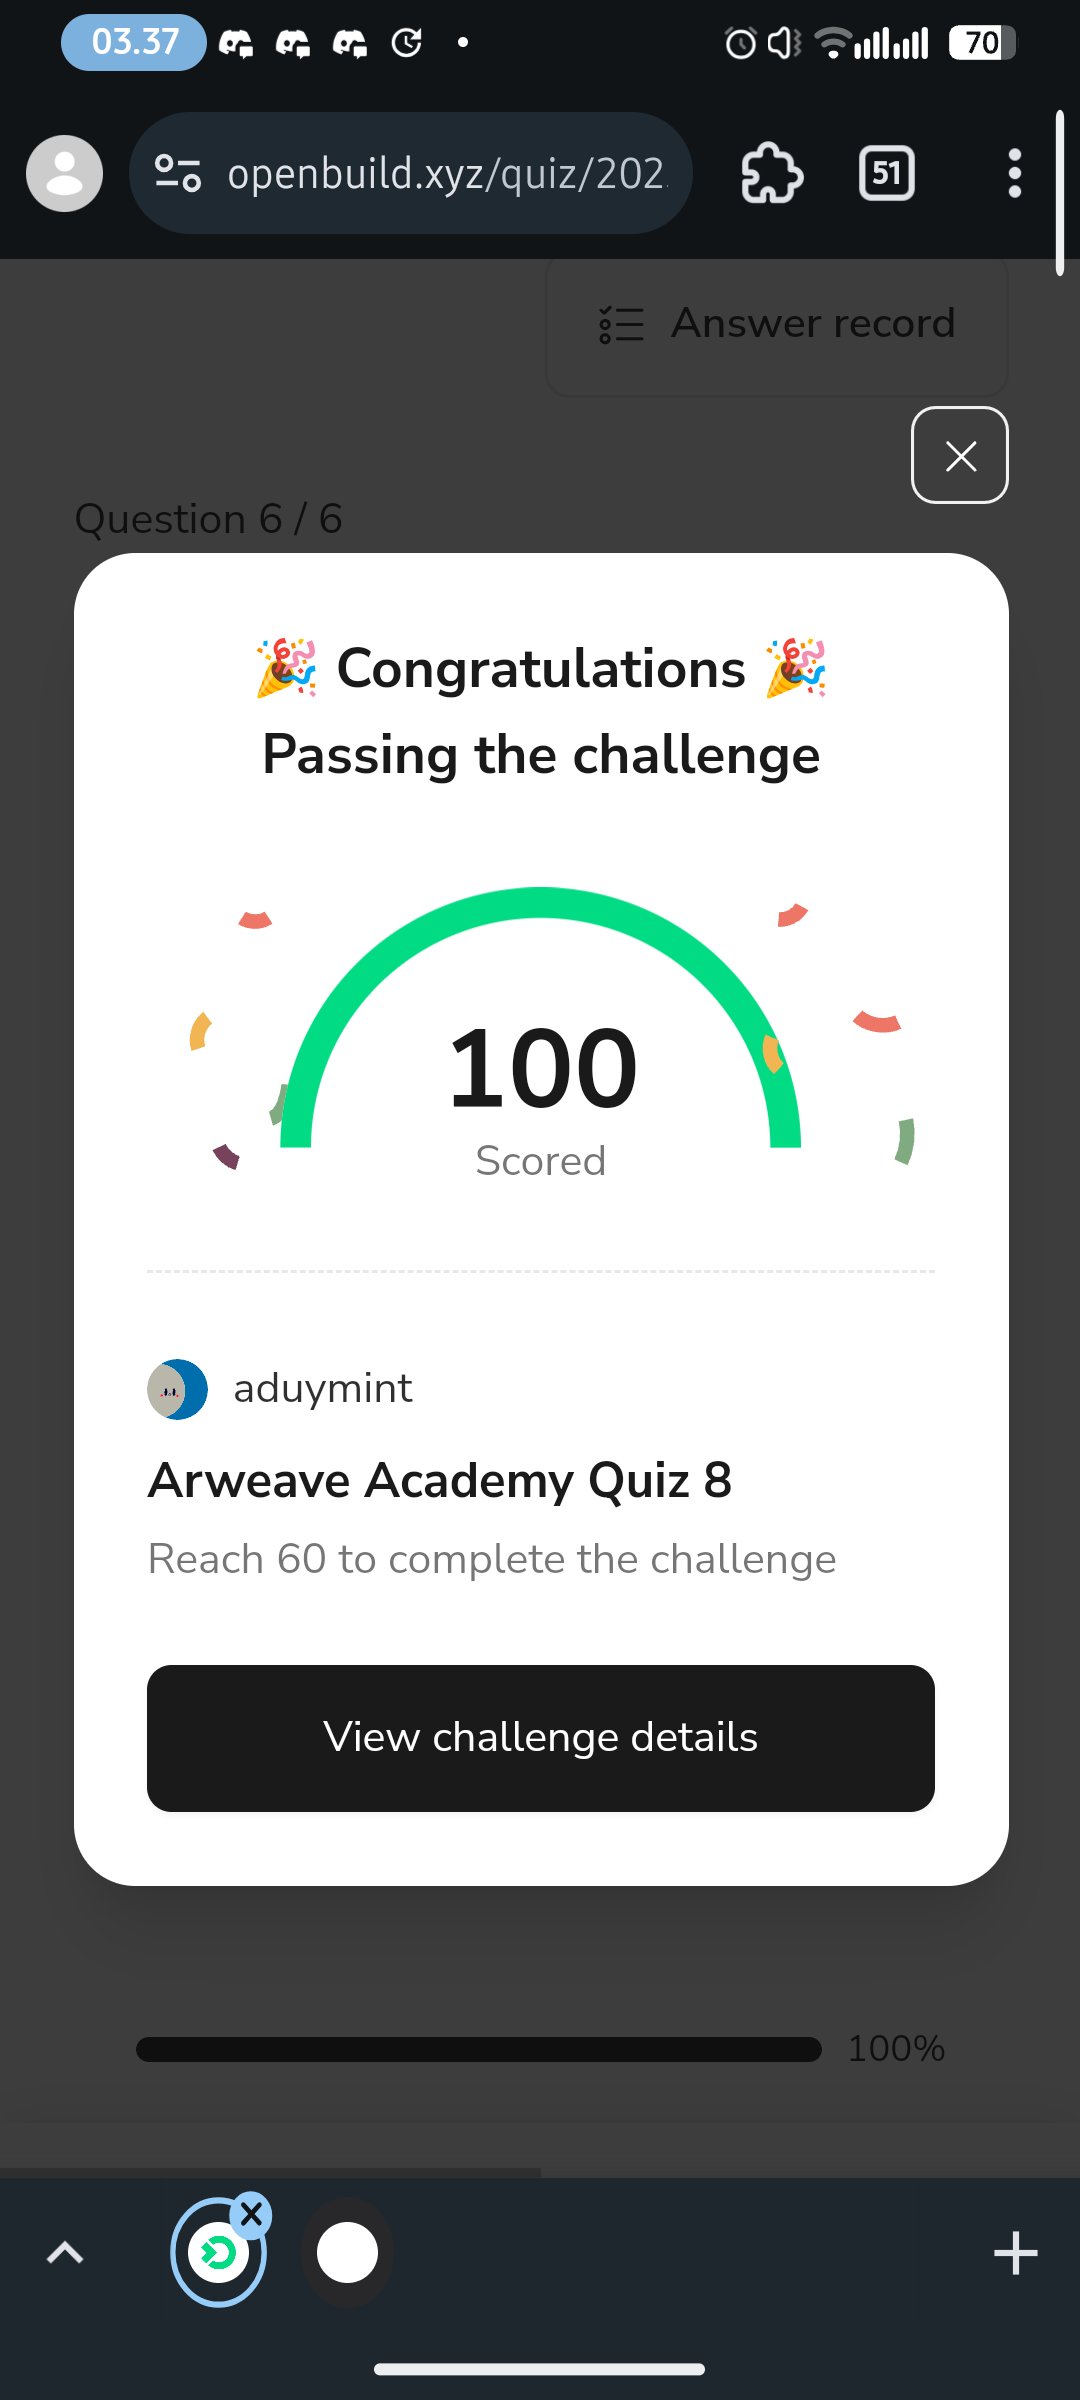 03.37
70
openbuild.xyz/quiz/202
51
Answer record
Question 6 / 6
🎉 Congratulations 🎉
Passing the challenge
100
Scored
aduymint
Arweave Academy Quiz 8
Reach 60 to complete the challenge
View challenge details
100%